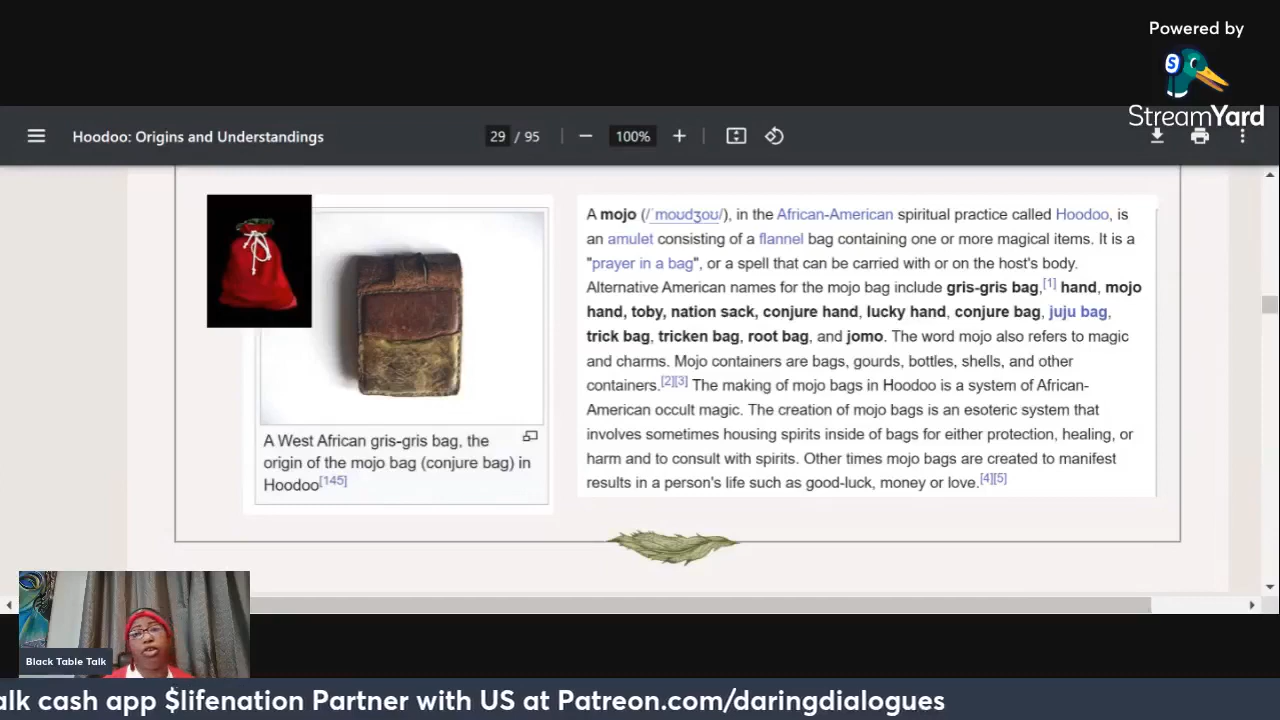 Powered by
S
StreamYard
Hoodoo: Origins and Understandings
29 / 95
100%
A mojo (/ˈmoʊdʒoʊ/), in the African-American spiritual practice called Hoodoo, is
an amulet consisting of a flannel bag containing one or more magical items. It is a
"prayer in a bag", or a spell that can be carried with or on the host's body.
Alternative American names for the mojo bag include gris-gris bag,[1] hand, mojo
hand, toby, nation sack, conjure hand, lucky hand, conjure bag, juju bag,
trick bag, tricken bag, root bag, and jomo. The word mojo also refers to magic
and charms. Mojo containers are bags, gourds, bottles, shells, and other
containers.[2][3] The making of mojo bags in Hoodoo is a system of African-
American occult magic. The creation of mojo bags is an esoteric system that
involves sometimes housing spirits inside of bags for either protection, healing, or
harm and to consult with spirits. Other times mojo bags are created to manifest
results in a person's life such as good-luck, money or love.[4][5]
A West African gris-gris bag, the
origin of the mojo bag (conjure bag) in
Hoodoo[145]
Black Table Talk
alk cash app $lifenation Partner with US at Patreon.com/daringdialogues